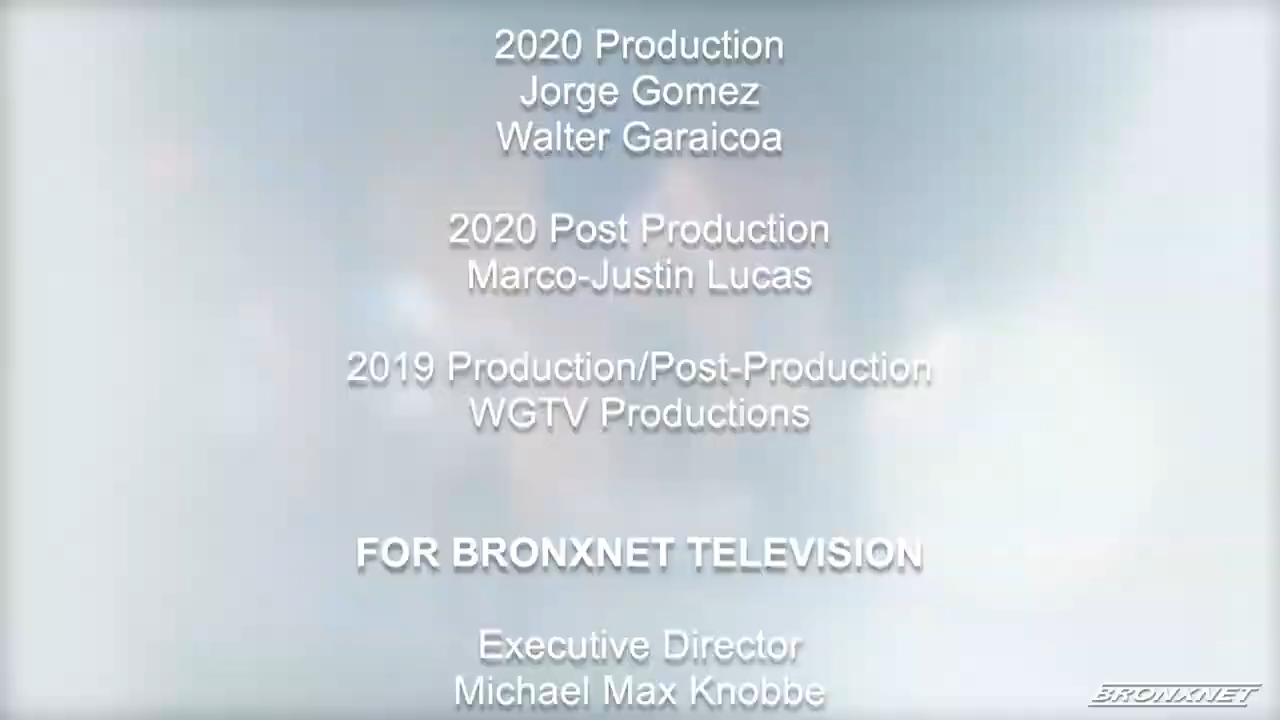 2020 Production
Jorge Gomez
Walter Garaicoa
2020 Post Production
Marco-Justin Lucas
2019 Production/Post-Production
WGTV Productions
FOR BRONXNET TELEVISION
Executive Director
Michael Max Knobbe
BRONXNET